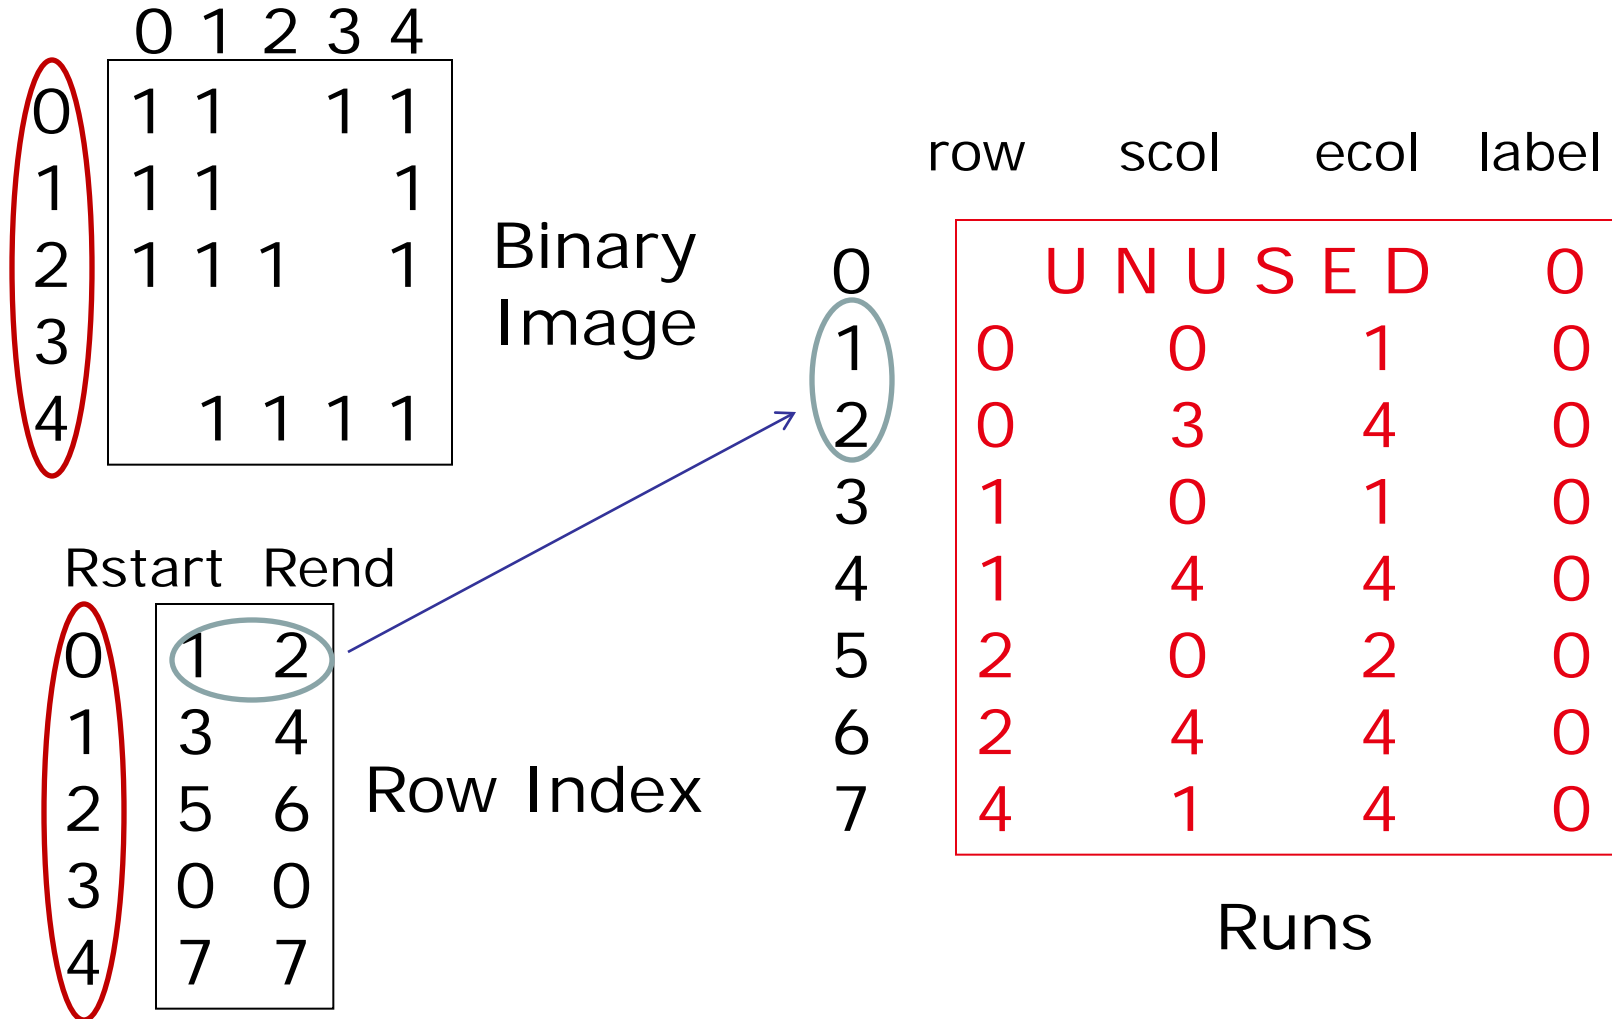 0 1 2 3 4
0 1 1 1 1
1 1 1 1
2 1 1 1 1
3
4 1 1 1 1
Binary
Image
Rstart Rend
0 1 2
1 3 4
2 5 6
3 0 0
4 7 7
Row Index
row scol ecol label
0 U N U S E D 0
1 0 0 1 0
2 0 3 4 0
3 1 0 1 0
4 1 4 4 0
5 2 0 2 0
6 2 4 4 0
7 4 1 4 0
Runs